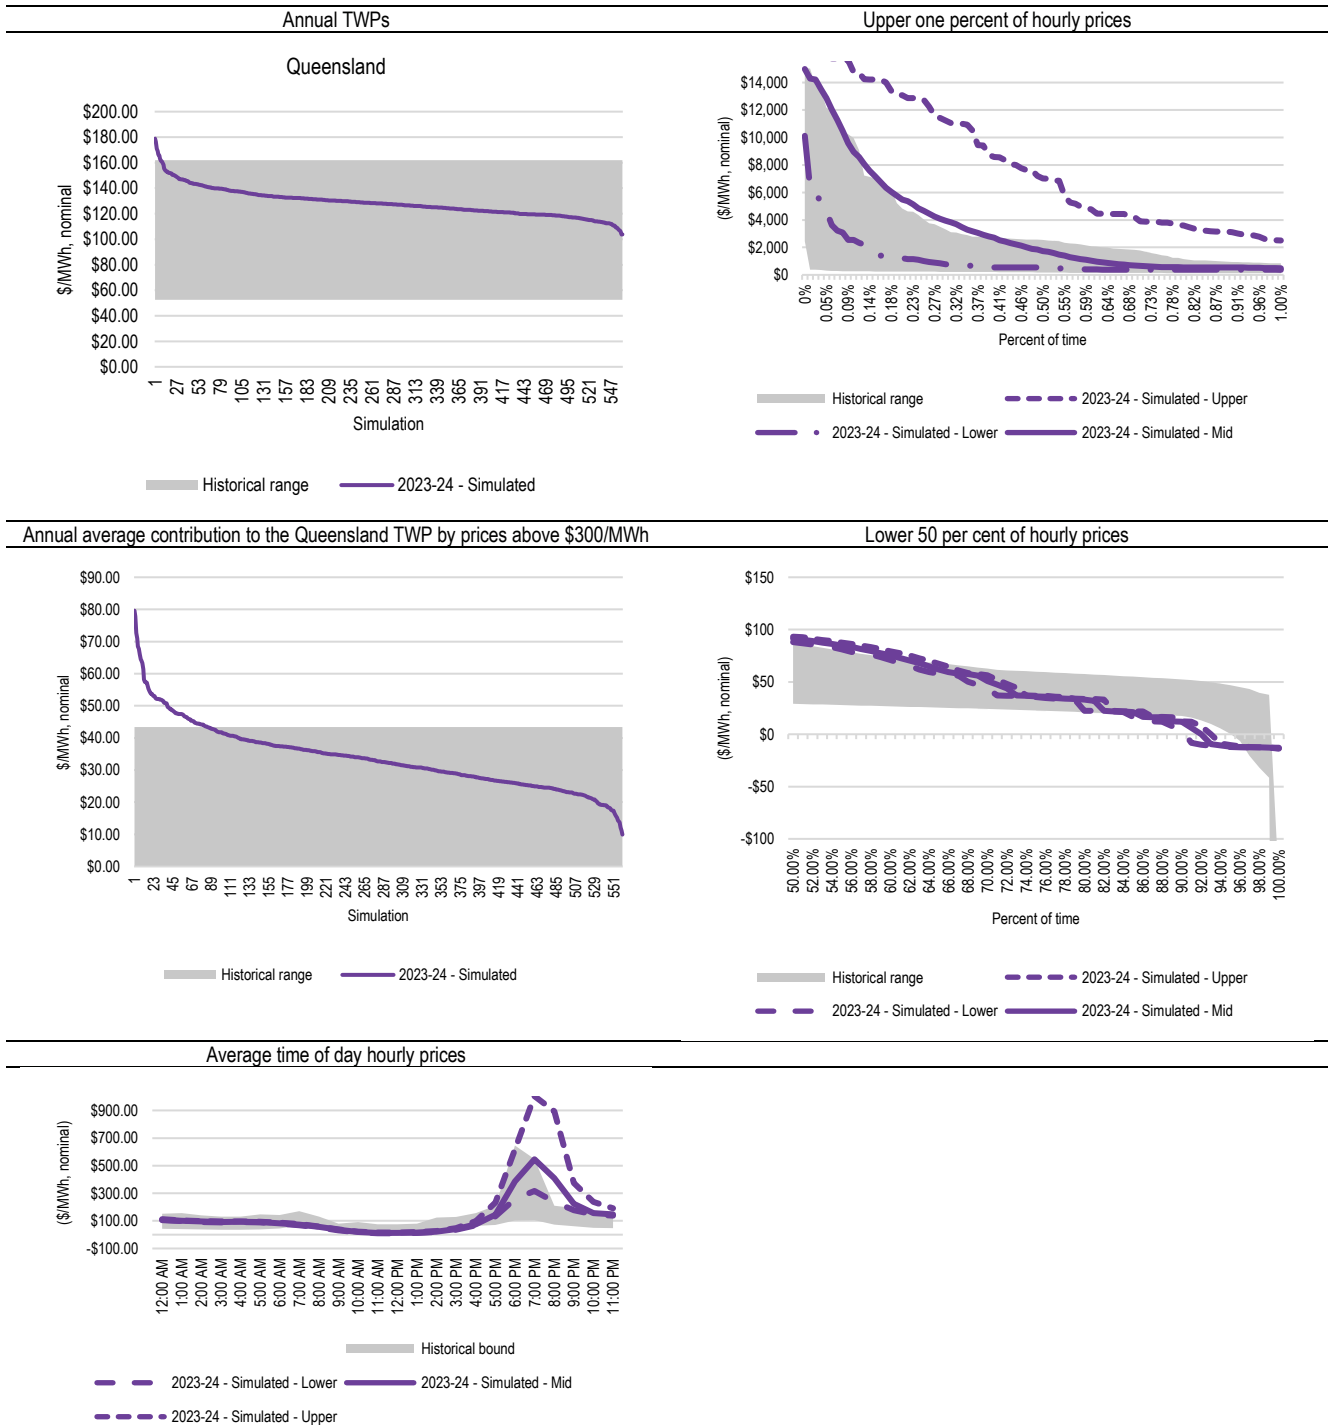 Annual TWPs
Upper one percent of hourly prices
Queensland
$/MWh, nominal
$200.00
$180.00
$160.00
$140.00
$120.00
$100.00
$80.00
$60.00
$40.00
$20.00
$0.00
1 27 53 79 105 131 157 183 209 235 261 287 313 339 365 391 417 443 469 495 521 547
Simulation
Historical range 2023-24 - Simulated
($/MWh, nominal)
$14,000
$12,000
$10,000
$8,000
$6,000
$4,000
$2,000
$0
0% 0.05% 0.09% 0.14% 0.18% 0.23% 0.27% 0.32% 0.37% 0.41% 0.46% 0.50% 0.55% 0.59% 0.64% 0.68% 0.73% 0.78% 0.82% 0.87% 0.91% 0.96% 1.00%
Percent of time
Historical range 2023-24 - Simulated - Upper
2023-24 - Simulated - Lower 2023-24 - Simulated - Mid
Annual average contribution to the Queensland TWP by prices above $300/MWh
Lower 50 per cent of hourly prices
$/MWh, nominal
$90.00
$80.00
$70.00
$60.00
$50.00
$40.00
$30.00
$20.00
$10.00
$0.00
1 23 45 67 89 111 133 155 177 199 221 243 265 287 309 331 353 375 397 419 441 463 485 507 529 551
Simulation
Historical range 2023-24 - Simulated
($/MWh, nominal)
$150
$100
$50
$0
-$50
-$100
50.00% 52.00% 54.00% 56.00% 58.00% 60.00% 62.00% 64.00% 66.00% 68.00% 70.00% 72.00% 74.00% 76.00% 78.00% 80.00% 82.00% 84.00% 86.00% 88.00% 90.00% 92.00% 94.00% 96.00% 98.00% 100.00%
Percent of time
Historical range 2023-24 - Simulated - Upper
2023-24 - Simulated - Lower 2023-24 - Simulated - Mid
Average time of day hourly prices
($/MWh, nominal)
$900.00
$700.00
$500.00
$300.00
$100.00
-$100.00
12:00 AM 1:00 AM 2:00 AM 3:00 AM 4:00 AM 5:00 AM 6:00 AM 7:00 AM 8:00 AM 9:00 AM 10:00 AM 11:00 AM 12:00 PM 1:00 PM 2:00 PM 3:00 PM 4:00 PM 5:00 PM 6:00 PM 7:00 PM 8:00 PM 9:00 PM 10:00 PM 11:00 PM
Historical bound
2023-24 - Simulated - Lower 2023-24 - Simulated - Mid
2023-24 - Simulated - Upper